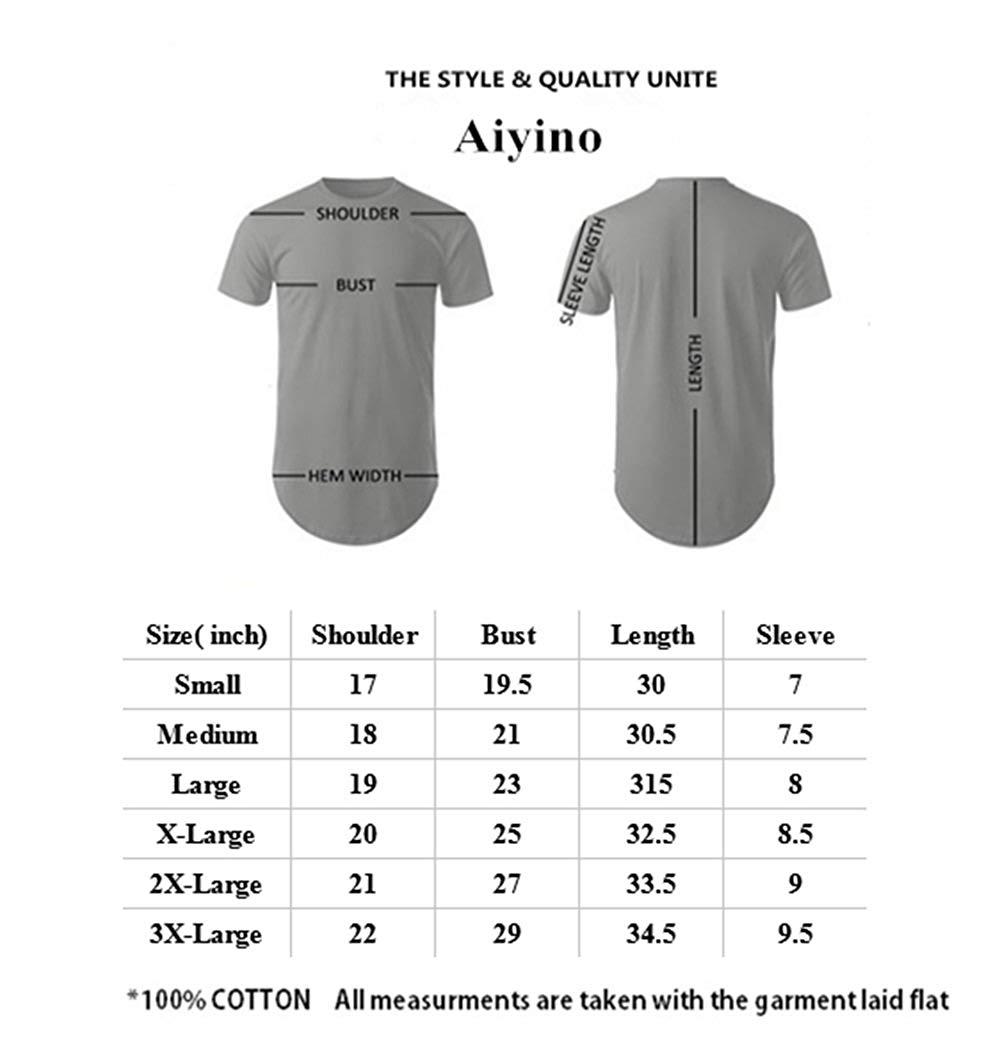 THE STYLE & QUALITY UNITE
Aiyino
SHOULDER
BUST
HEM WIDTH
SLEEVE LENGTH
LENGTH
Size( inch) Shoulder Bust Length Sleeve
Small 17 19.5 30 7
Medium 18 21 30.5 7.5
Large 19 23 315 8
X-Large 20 25 32.5 8.5
2X-Large 21 27 33.5 9
3X-Large 22 29 34.5 9.5
*100% COTTON All measurments are taken with the garment laid flat